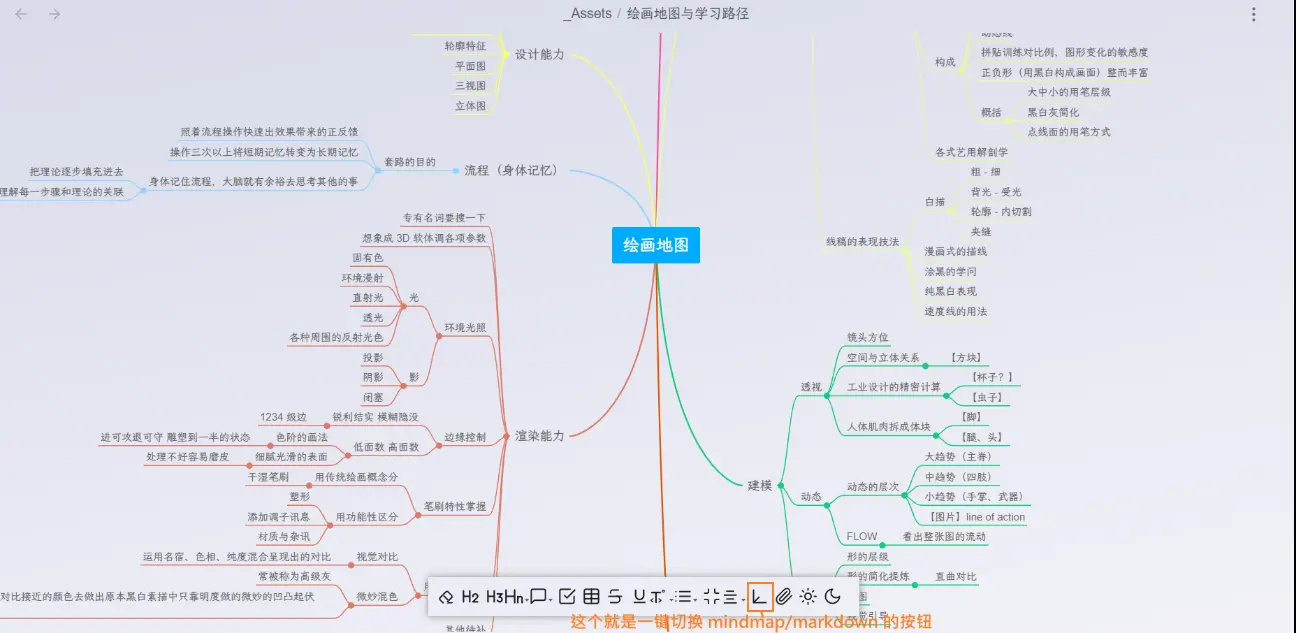 _Assets / 绘画地图与学习路径
绘画地图
设计能力
轮廓特征
平面图
三视图
立体图
流程（身体记忆）
套路的目的
照着流程操作快速出效果带来的正反馈
操作三次以上将短期记忆转变为长期记忆
身体记住流程，大脑就有余裕去思考其他的事
把理论逐步填充进去
理解每一步骤和理论的关联
渲染能力
专有名词要搜一下
想象成 3D 软体调各项参数
环境光照
光
固有色
环境漫射
直射光
透光
各种周围的反射光色
影
投影
阴影
闭塞
边缘控制
锐利结实 模糊隐没
1234 级边
低面数 高面数
色阶的画法
进可攻退可守 雕塑到一半的状态
细腻光滑的表面
处理不好容易磨皮
笔刷特性掌握
用传统绘画概念分
干湿笔刷
用功能性区分
塑形
添加调子讯息
材质与杂讯
视觉对比
运用名宿、色相、纯度混合呈现出的对比
微妙混色
常被称为高级灰
对比接近的颜色去做出原本黑白素描中只靠明度做的微妙的凹凸起伏
其他待补
构成
动态线
拼贴训练对比例、图形变化的敏感度
正负形（用黑白构成画面）整而丰富
概括
大中小的用笔层级
黑白灰简化
点线面的用笔方式
各式艺用解剖学
线稿的表现技法
白描
粗 - 细
背光 - 受光
轮廓 - 内切割
夹缝
漫画式的描线
涂黑的学问
纯黑白表现
速度线的用法
建模
透视
镜头方位
空间与立体关系
【方块】
工业设计的精密计算
【杯子？】
【虫子】
人体肌肉拆成体块
【脚】
【腿、头】
动态
动态的层次
大趋势（主脊）
中趋势（四肢）
小趋势（手掌、武器）
【图片】line of action
FLOW
看出整张图的流动
形的层级
形的简化提炼
直曲对比
图
觉引导
H2 H3 Hn
这个就是一键切换 mindmap/markdown 的按钮